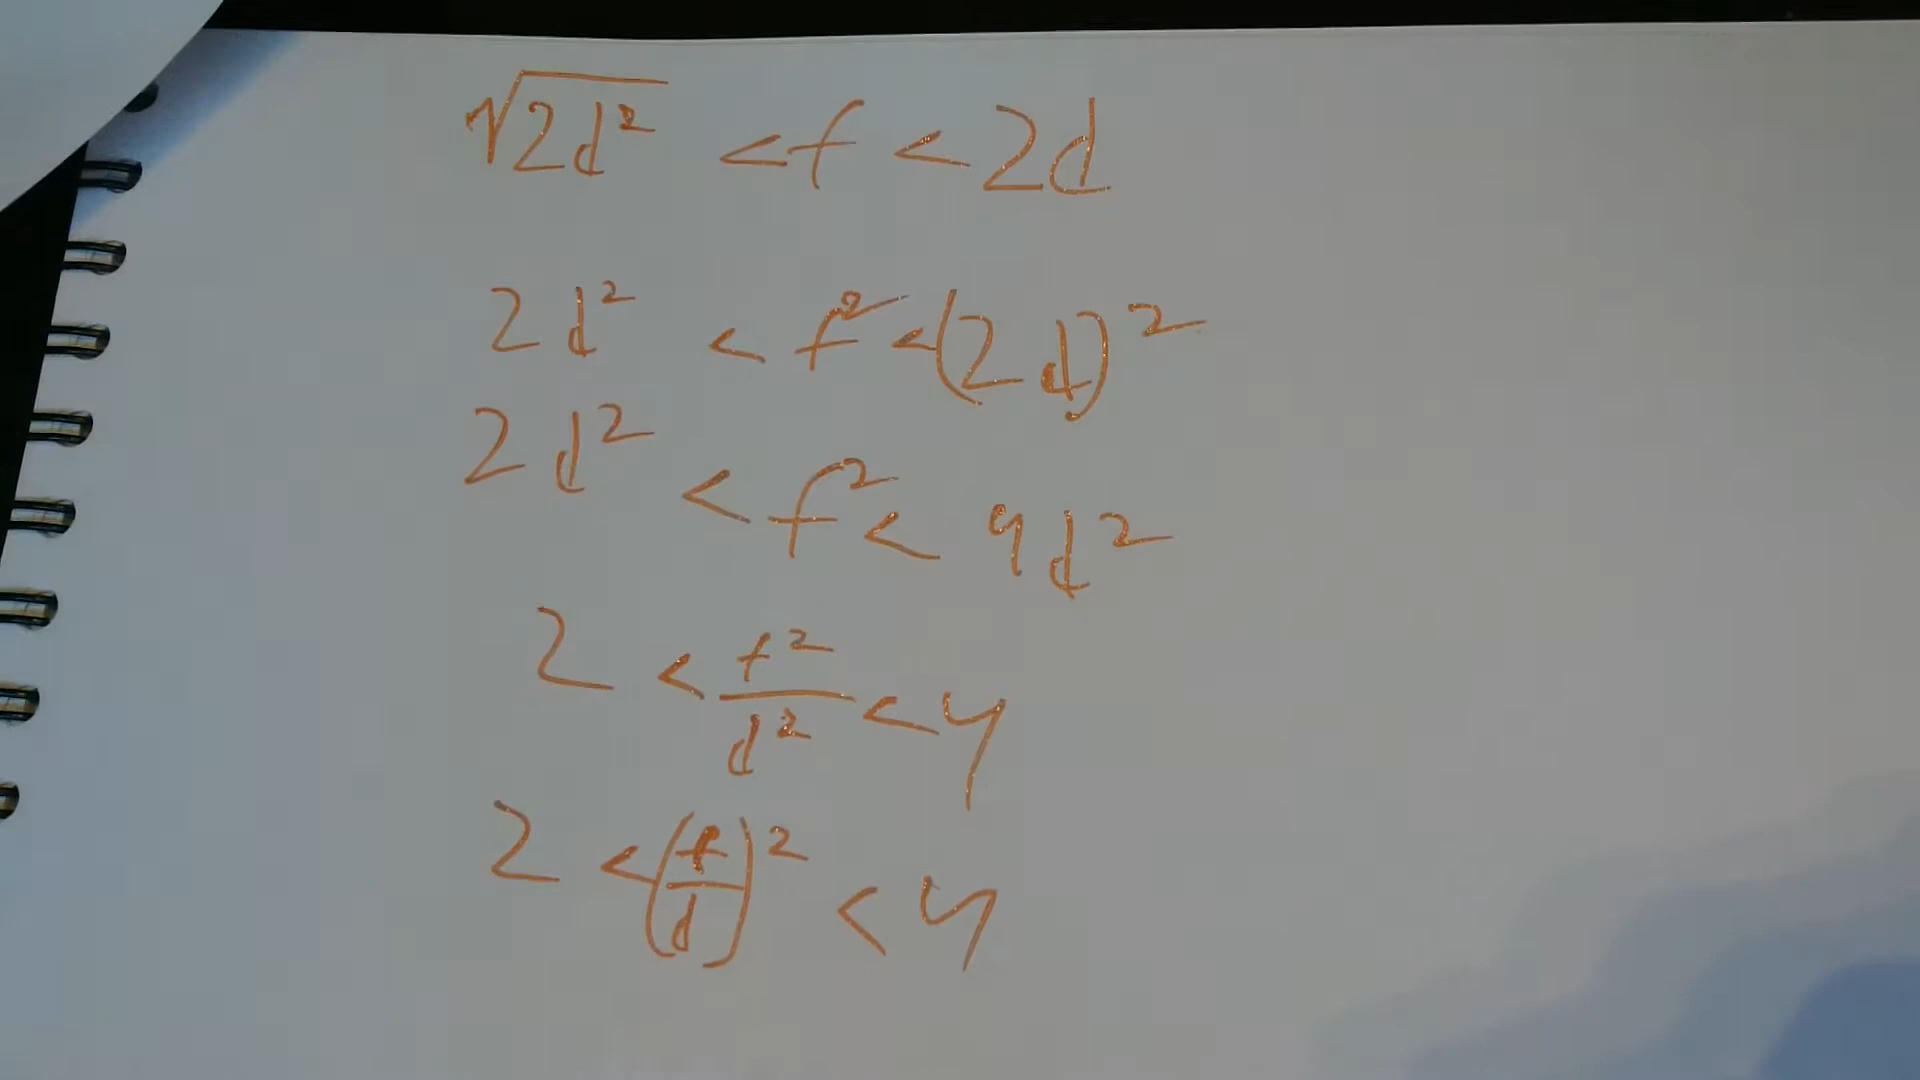 √2d² < f < 2d
2d² < f² < (2d)²
2d² < f² < 4d²
2 < f²/d² < 4
2 < (f/d)² < 4